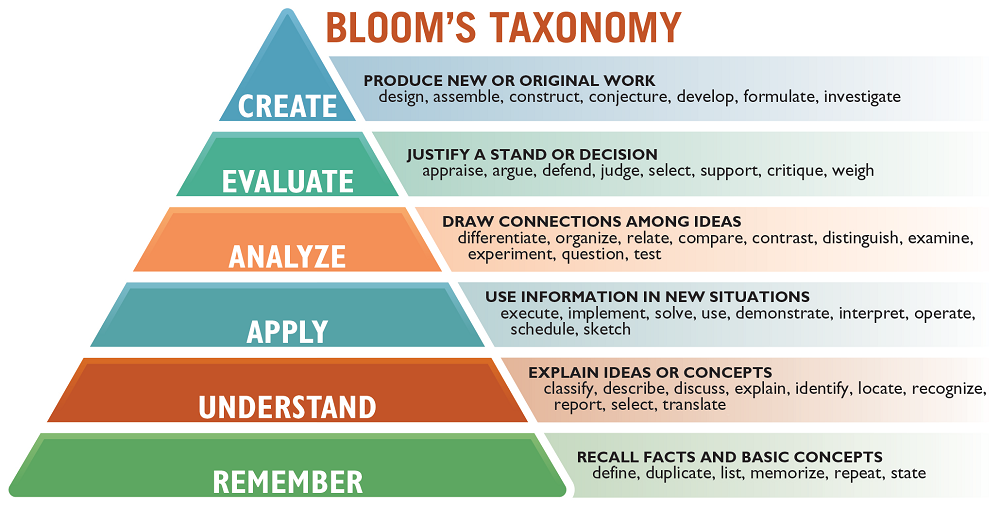 BLOOM'S TAXONOMY
CREATE
PRODUCE NEW OR ORIGINAL WORK
design, assemble, construct, conjecture, develop, formulate, investigate
EVALUATE
JUSTIFY A STAND OR DECISION
appraise, argue, defend, judge, select, support, critique, weigh
ANALYZE
DRAW CONNECTIONS AMONG IDEAS
differentiate, organize, relate, compare, contrast, distinguish, examine,
experiment, question, test
APPLY
USE INFORMATION IN NEW SITUATIONS
execute, implement, solve, use, demonstrate, interpret, operate,
schedule, sketch
UNDERSTAND
EXPLAIN IDEAS OR CONCEPTS
classify, describe, discuss, explain, identify, locate, recognize,
report, select, translate
REMEMBER
RECALL FACTS AND BASIC CONCEPTS
define, duplicate, list, memorize, repeat, state